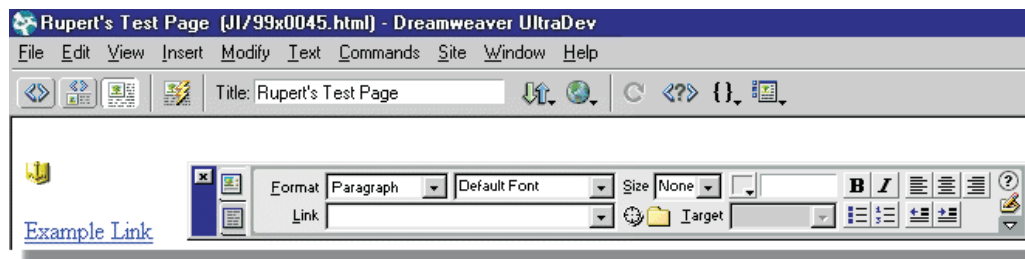 Rupert's Test Page (JI/99x0045.html) - Dreamweaver UltraDev
File Edit View Insert Modify Text Commands Site Window Help
Title: Rupert's Test Page
Format Paragraph Default Font Size None B I
Link Target
Example Link